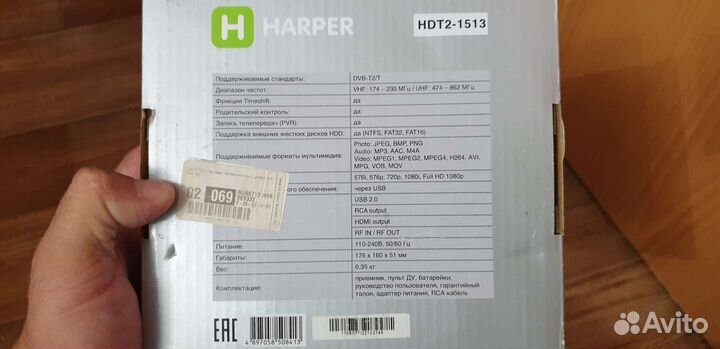 H HARPER
HDT2-1513
Поддерживаемые стандарты: DVB-T2/T
Диапазон частот: VHF: 174 – 230 МГц / UHF: 474 – 862 МГц
Функция Timeshift: да
Родительский контроль: да
Запись телепередач (PVR): да
Поддержка внешних жестких дисков HDD: да (NTFS, FAT32, FAT16)
Поддерживаемые форматы мультимедиа: Photo: JPEG, BMP, PNG
Audio: MP3, AAC, M4A
Video: MPEG1, MPEG2, MPEG4, H264, AVI,
MPG, VOB, MOV
576i, 576p, 720p, 1080i, Full HD 1080p
обеспечения: через USB
USB 2.0
RCA output
HDMI output
RF IN / RF OUT
Питание: 110-240В, 50/60 Гц
Габариты: 176 x 180 x 51 мм
Вес: 0.35 кг
Комплектация: приемник, пульт ДУ, батарейки,
руководство пользователя, гарантийный
талон, адаптер питания, RCA кабель
02 069
EAC
4 897058 508413
Avito